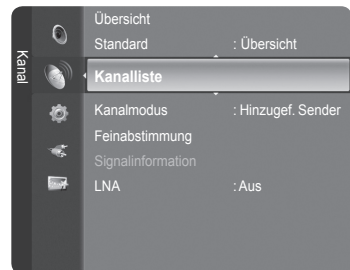 Kanal
Übersicht
Standard : Übersicht
Kanalliste
Kanalmodus : Hinzugef. Sender
Feinabstimmung
Signalinformation
LNA : Aus